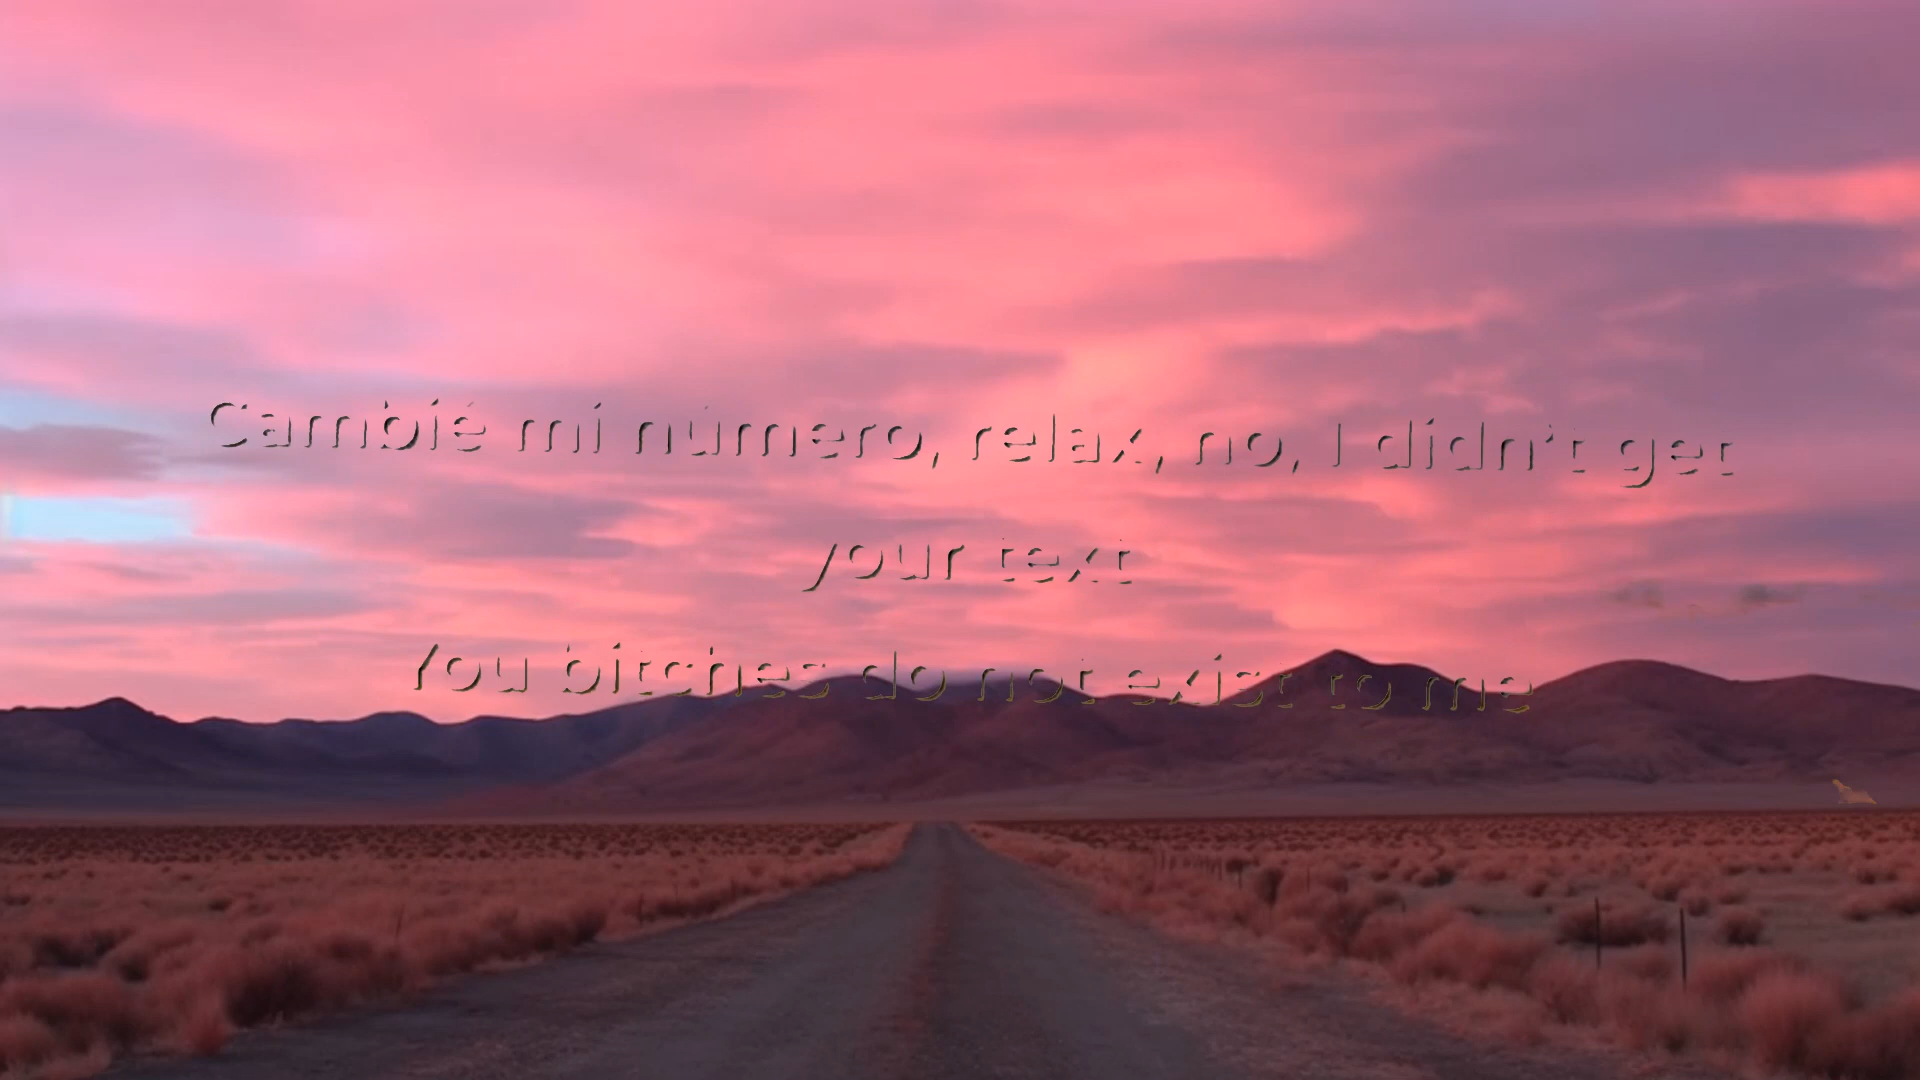 Cambié mi número, relax, no, I didn't get
your text
You bitches do not exist to me